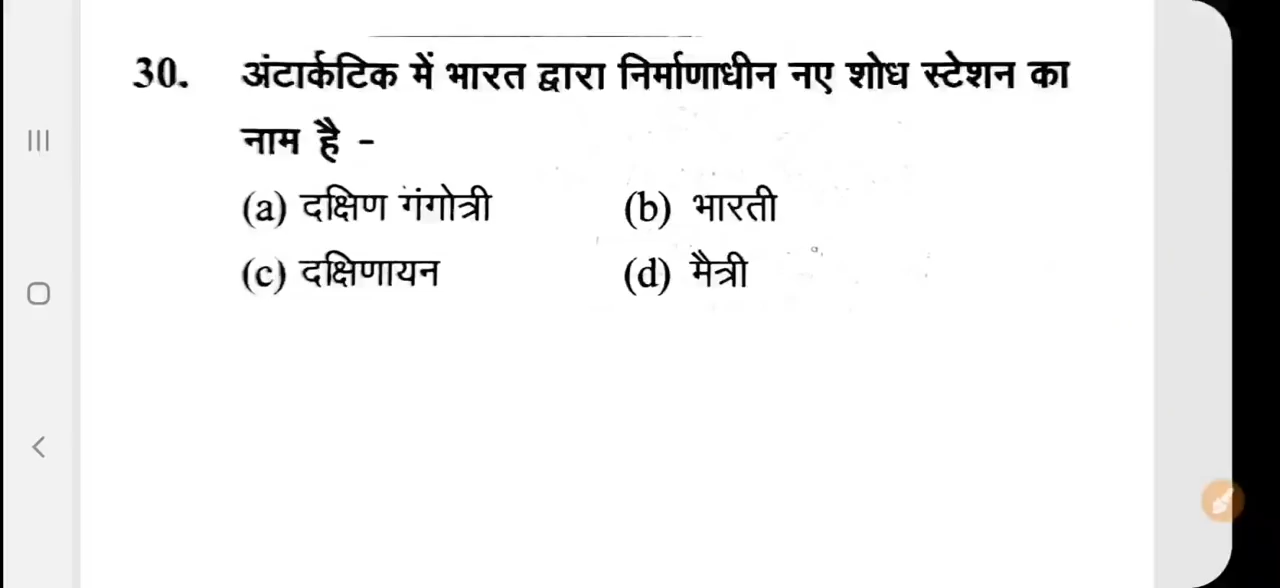 30. अंटार्कटिक में भारत द्वारा निर्माणाधीन नए शोध स्टेशन का
नाम है -
(a) दक्षिण गंगोत्री (b) भारती
(c) दक्षिणायन (d) मैत्री